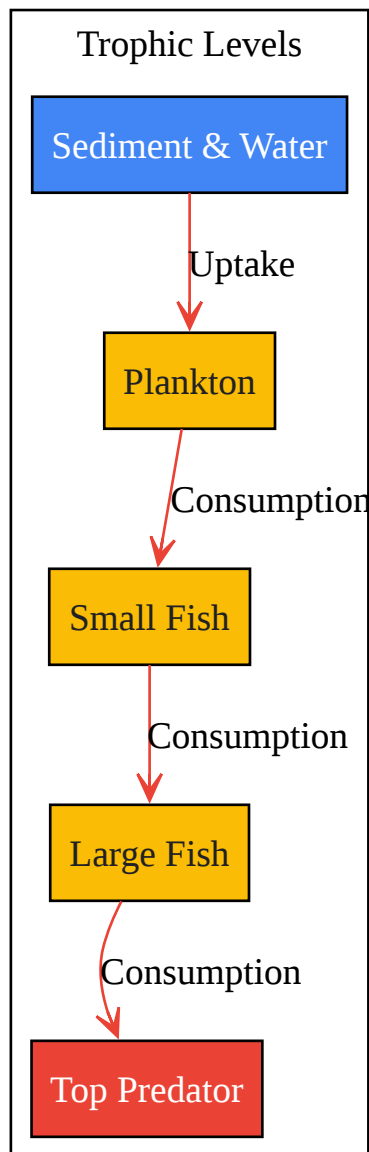 Trophic Levels
Sediment & Water
Uptake
Plankton
Consumption
Small Fish
Consumption
Large Fish
Consumption
Top Predator